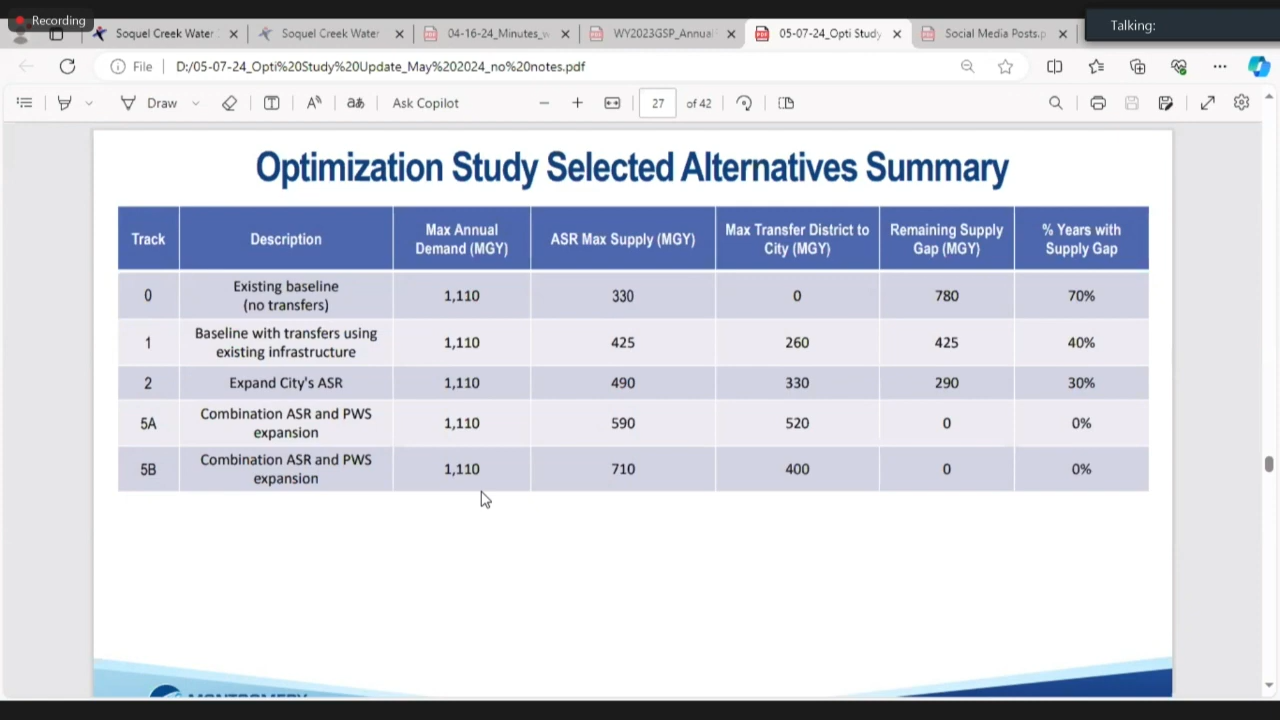 Recording
Talking:
Soquel Creek Water
Soquel Creek Water
04-16-24_Minutes_w
WY2023GSP_Annual
05-07-24_Opti Study
Social Media Posts.p
File
D:/05-07-24_Opti%20Study%20Update_May%202024_no%20notes.pdf
Draw
aあ
Ask Copilot
27 of 42
Optimization Study Selected Alternatives Summary
Track
Description
Max Annual
Demand (MGY)
ASR Max Supply (MGY)
Max Transfer District to
City (MGY)
Remaining Supply
Gap (MGY)
% Years with
Supply Gap
0
Existing baseline
(no transfers)
1,110
330
0
780
70%
1
Baseline with transfers using
existing infrastructure
1,110
425
260
425
40%
2
Expand City's ASR
1,110
490
330
290
30%
5A
Combination ASR and PWS
expansion
1,110
590
520
0
0%
5B
Combination ASR and PWS
expansion
1,110
710
400
0
0%
MONTGOMERY